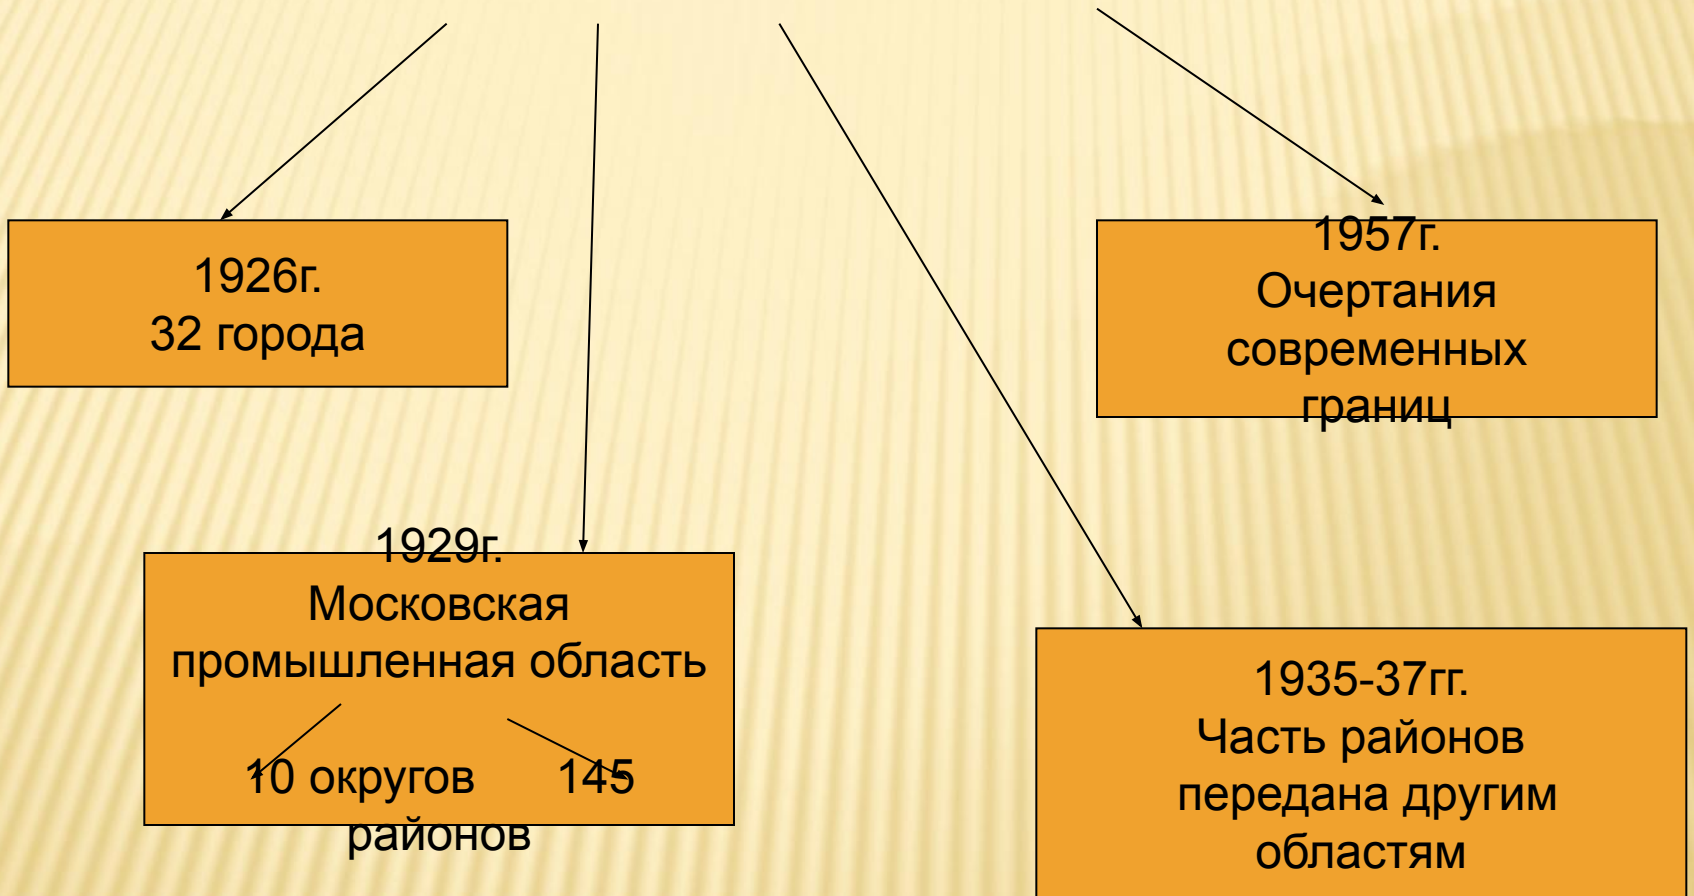 1926г.
32 города
1957г.
Очертания
современных
границ
1929г.
Московская
промышленная область
10 округов 145
районов
1935-37гг.
Часть районов
передана другим
областям